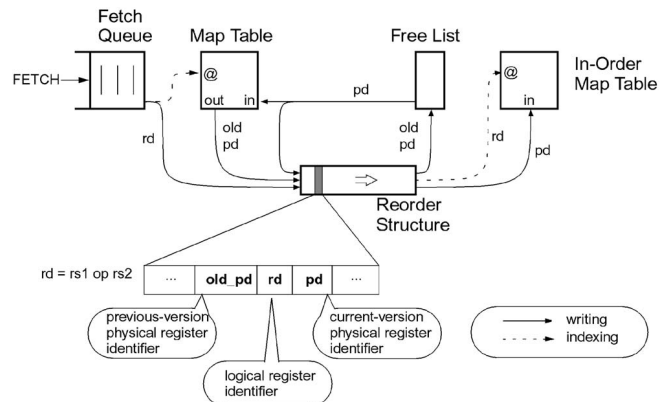 Fetch
Queue
Map Table
Free List
In-Order
Map Table
FETCH
@
out in
pd
@
in
rd
old
pd
old
pd
rd
pd
Reorder
Structure
rd = rs1 op rs2
... old_pd rd pd ...
previous-version
physical register
identifier
current-version
physical register
identifier
logical register
identifier
writing
indexing